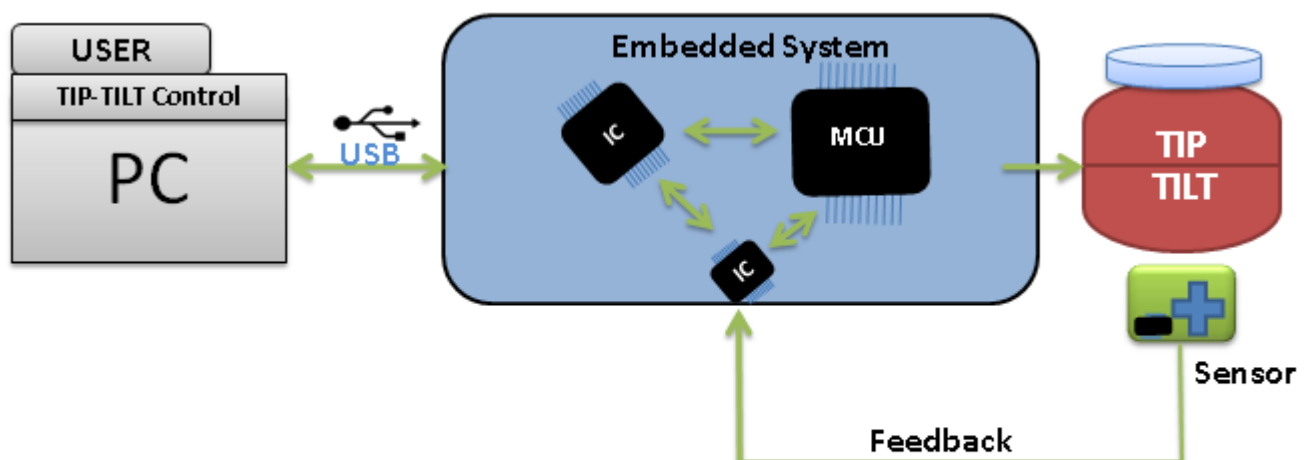 USER
TIP-TILT Control
PC
USB
Embedded System
IC
MCU
IC
TIP
TILT
Sensor
Feedback